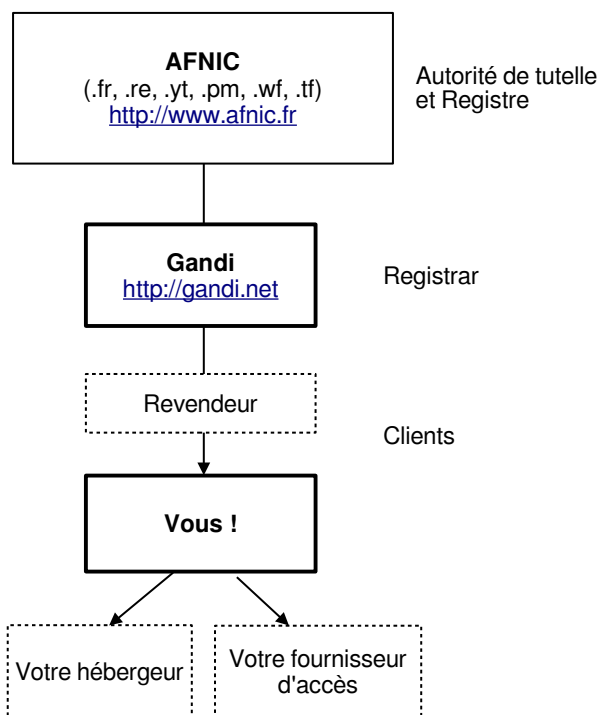 AFNIC
(.fr, .re, .yt, .pm, .wf, .tf)
http://www.afnic.fr
Autorité de tutelle
et Registre
Gandi
http://gandi.net
Registrar
Revendeur
Clients
Vous !
Votre hébergeur
Votre fournisseur
d'accès